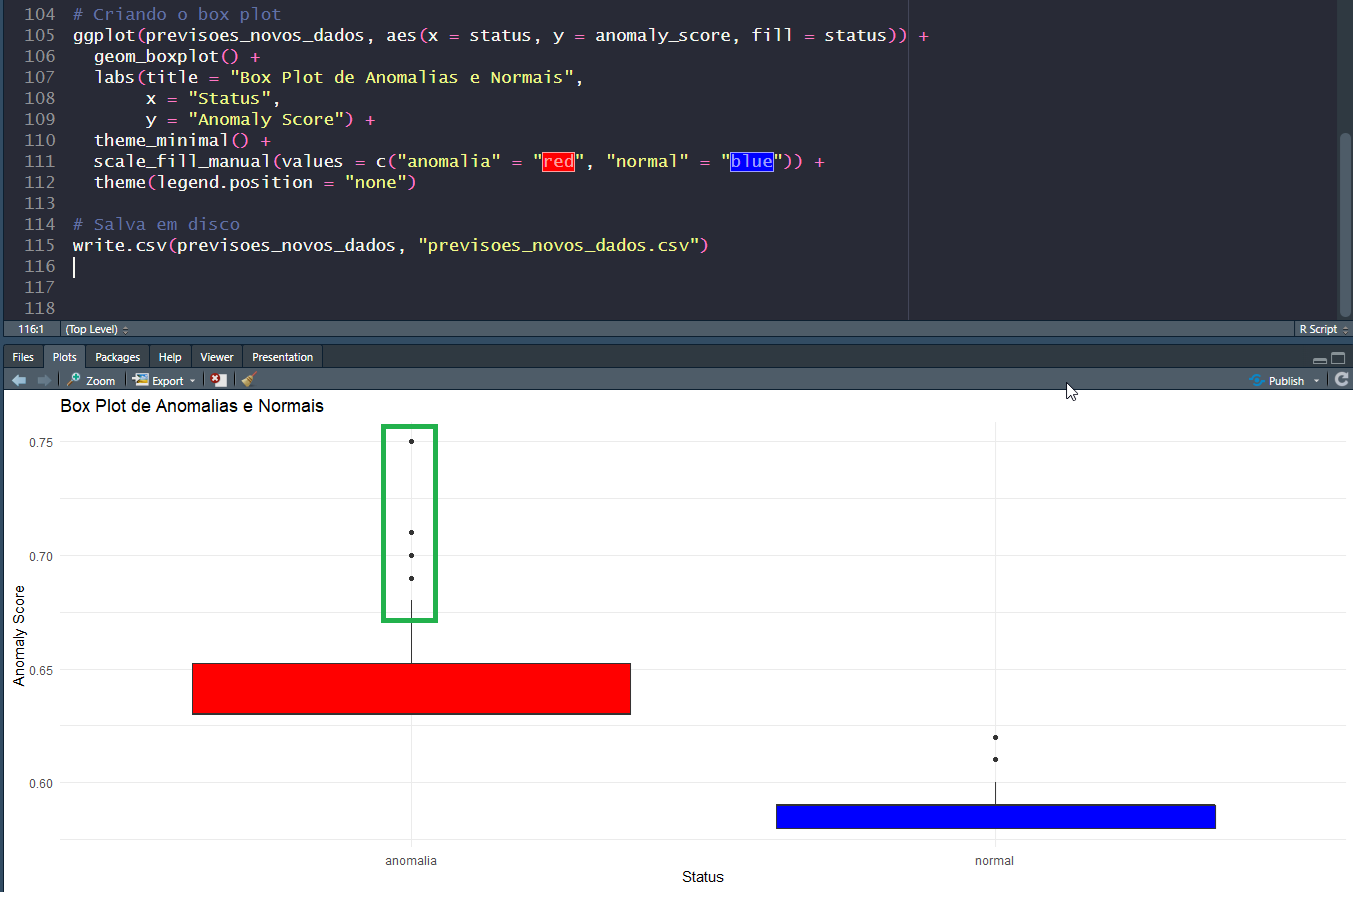 104 # Criando o box plot
105 ggplot(previsoes_novos_dados, aes(x = status, y = anomaly_score, fill = status)) +
106   geom_boxplot() +
107   labs(title = "Box Plot de Anomalias e Normais",
108        x = "Status",
109        y = "Anomaly Score") +
110   theme_minimal() +
111   scale_fill_manual(values = c("anomalia" = "red", "normal" = "blue")) +
112   theme(legend.position = "none")
113
114 # Salva em disco
115 write.csv(previsoes_novos_dados, "previsoes_novos_dados.csv")
116
117
118
116:1 (Top Level) R Script
Files Plots Packages Help Viewer Presentation
Zoom Export Publish
Box Plot de Anomalias e Normais
0.75
0.70
0.65
0.60
Anomaly Score
anomalia normal
Status